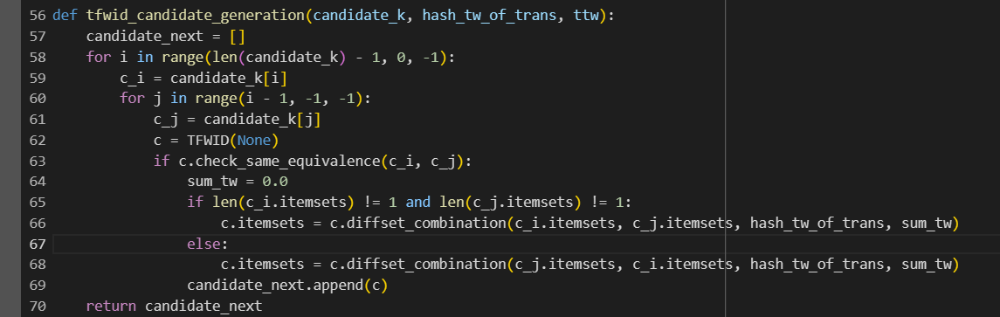 56 def tfwid_candidate_generation(candidate_k, hash_tw_of_trans, ttw):
57     candidate_next = []
58     for i in range(len(candidate_k) - 1, 0, -1):
59         c_i = candidate_k[i]
60         for j in range(i - 1, -1, -1):
61             c_j = candidate_k[j]
62             c = TFWID(None)
63             if c.check_same_equivalence(c_i, c_j):
64                 sum_tw = 0.0
65                 if len(c_i.itemsets) != 1 and len(c_j.itemsets) != 1:
66                     c.itemsets = c.diffset_combination(c_i.itemsets, c_j.itemsets, hash_tw_of_trans, sum_tw)
67                 else:
68                     c.itemsets = c.diffset_combination(c_j.itemsets, c_i.itemsets, hash_tw_of_trans, sum_tw)
69                 candidate_next.append(c)
70     return candidate_next